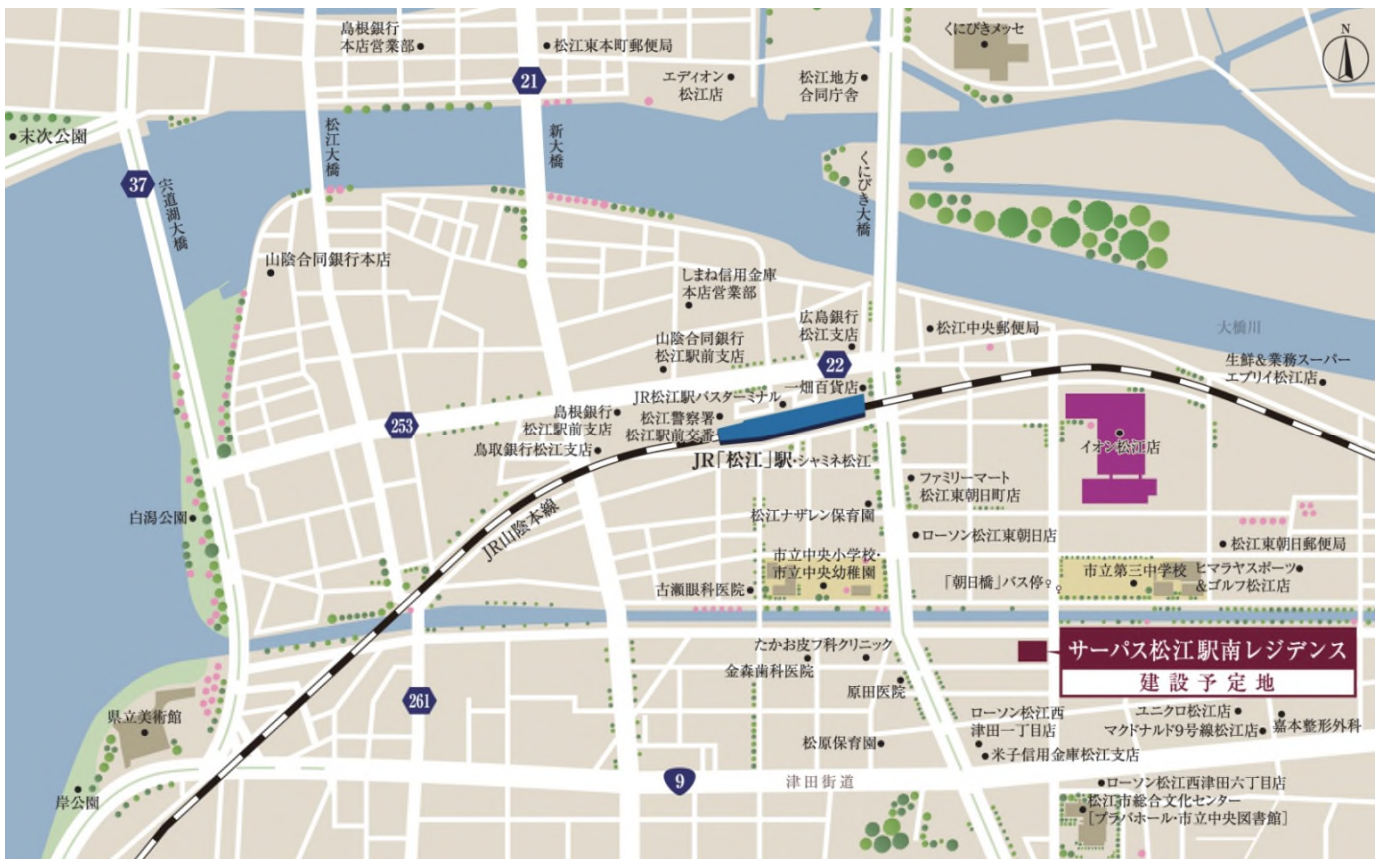 島根銀行
本店営業部
松江東本町郵便局
21
エディオン
松江店
松江地方
合同庁舎
くにびきメッセ
N
末次公園
37
宍道湖大橋
松江大橋
新大橋
くにびき大橋
山陰合同銀行本店
しまね信用金庫
本店営業部
山陰合同銀行
松江駅前支店
広島銀行
松江支店
松江中央郵便局
大橋川
22
生鮮&業務スーパー
エブリイ松江店
一畑百貨店
JR松江駅バスターミナル
島根銀行
松江駅前支店
松江警察署
松江駅前交番
253
鳥取銀行松江支店
JR「松江」駅・シャミネ松江
イオン松江店
ファミリーマート
松江東朝日町店
白潟公園
JR山陰本線
松江ナザレン保育園
ローソン松江東朝日店
松江東朝日郵便局
市立中央小学校・
市立中央幼稚園
古瀬眼科医院
「朝日橋」バス停
市立第三中学校
ヒマラヤスポーツ
&ゴルフ松江店
たかお皮フ科クリニック
金森歯科医院
原田医院
サーパス松江駅南レジデンス
建設予定地
261
県立美術館
ローソン松江西
津田一丁目店
ユニクロ松江店
マクドナルド9号線松江店
嘉本整形外科
松原保育園
米子信用金庫松江支店
9
津田街道
岸公園
ローソン松江西津田六丁目店
松江市総合文化センター
[プラバホール・市立中央図書館]